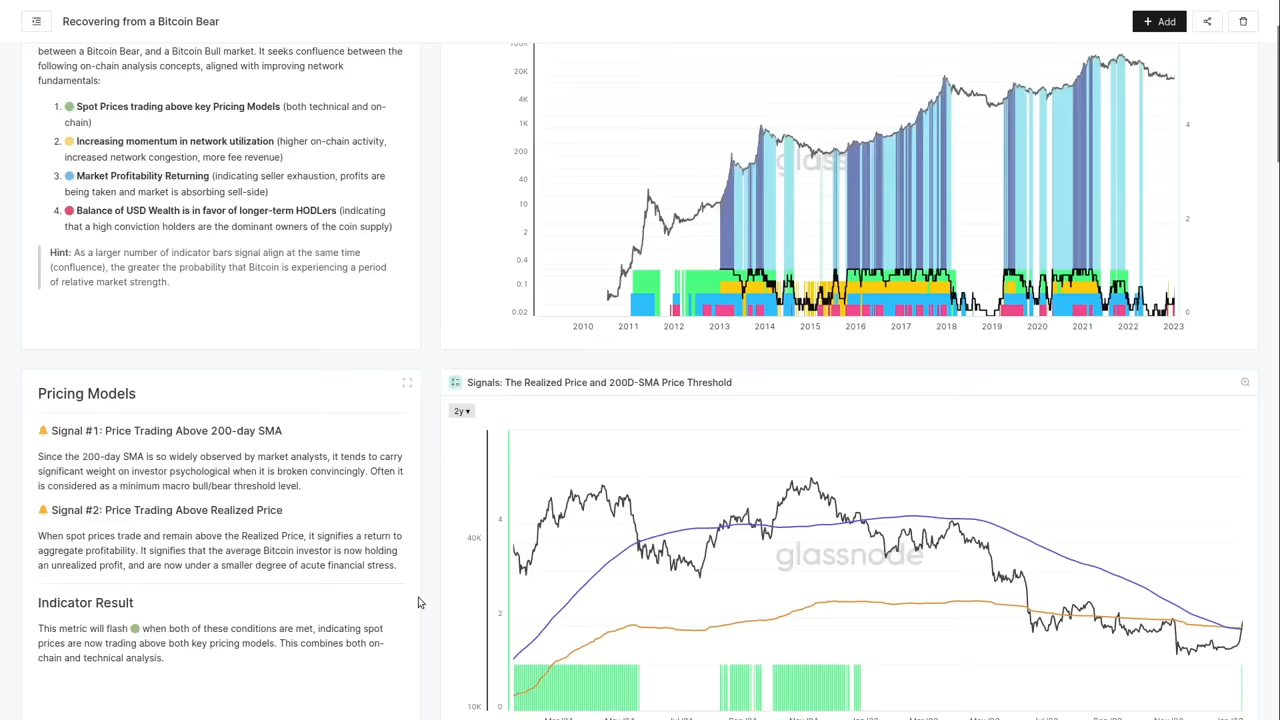 Recovering from a Bitcoin Bear
Add
between a Bitcoin Bear, and a Bitcoin Bull market. It seeks confluence between the
following on-chain analysis concepts, aligned with improving network
fundamentals:
1. Spot Prices trading above key Pricing Models (both technical and on-
chain)
2. Increasing momentum in network utilization (higher on-chain activity,
increased network congestion, more fee revenue)
3. Market Profitability Returning (indicating seller exhaustion, profits are
being taken and market is absorbing sell-side)
4. Balance of USD Wealth is in favor of longer-term HODLers (indicating
that a high conviction holders are the dominant owners of the coin supply)
Hint: As a larger number of indicator bars signal align at the same time
(confluence), the greater the probability that Bitcoin is experiencing a period
of relative market strength.
100K
20K
4K
1K
200
40
10
2
0.4
0.1
0.02
4
2
0
glass
2010 2011 2012 2013 2014 2015 2016 2017 2018 2019 2020 2021 2022 2023
Pricing Models
Signal #1: Price Trading Above 200-day SMA
Since the 200-day SMA is so widely observed by market analysts, it tends to carry
significant weight on investor psychological when it is broken convincingly. Often it
is considered as a minimum macro bull/bear threshold level.
Signal #2: Price Trading Above Realized Price
When spot prices trade and remain above the Realized Price, it signifies a return to
aggregate profitability. It signifies that the average Bitcoin investor is now holding
an unrealized profit, and are now under a smaller degree of acute financial stress.
Indicator Result
This metric will flash when both of these conditions are met, indicating spot
prices are now trading above both key pricing models. This combines both on-
chain and technical analysis.
Signals: The Realized Price and 200D-SMA Price Threshold
2y ▾
4
40K
glassnode
2
10K 0